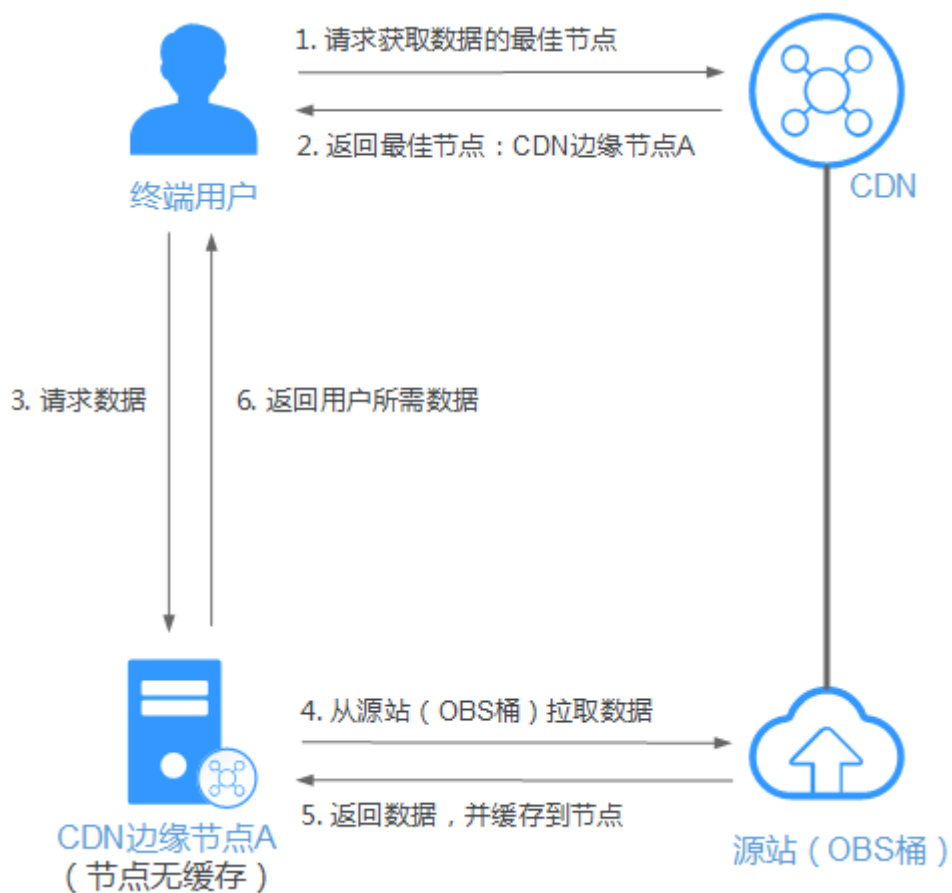 1. 请求获取数据的最佳节点
2. 返回最佳节点：CDN边缘节点A
终端用户
CDN
3. 请求数据
6. 返回用户所需数据
4. 从源站（OBS桶）拉取数据
5. 返回数据，并缓存到节点
CDN边缘节点A
（节点无缓存）
源站（OBS桶）